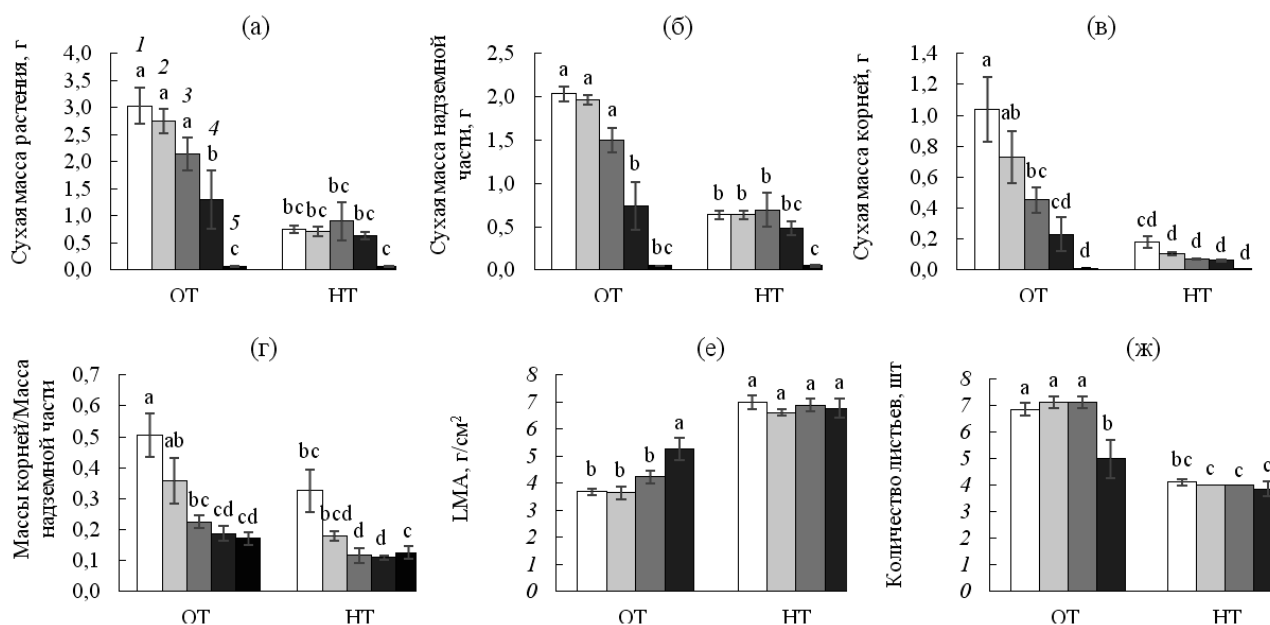 (а)
Сухая масса растения, г
4,0
3,5
3,0
2,5
2,0
1,5
1,0
0,5
0,0
1
2
3
4
5
a
a
a
b
c
bc
bc
bc
bc
c
ОТ
НТ
(б)
Сухая масса надземной
части, г
2,5
2,0
1,5
1,0
0,5
0,0
a
a
a
b
bc
b
b
b
bc
c
ОТ
НТ
(в)
Сухая масса корней, г
1,4
1,2
1,0
0,8
0,6
0,4
0,2
0,0
a
ab
bc
cd
d
cd
d
d
d
d
ОТ
НТ
(г)
Массы корней/Масса
надземной части
0,7
0,6
0,5
0,4
0,3
0,2
0,1
0,0
a
ab
bc
cd
cd
bc
bcd
d
d
c
ОТ
НТ
(е)
LMA, г/см²
8
7
6
5
4
3
2
1
0
b
b
b
a
a
a
a
a
ОТ
НТ
(ж)
Количество листьев, шт
8
7
6
5
4
3
2
1
0
a
a
a
b
bc
c
c
c
ОТ
НТ